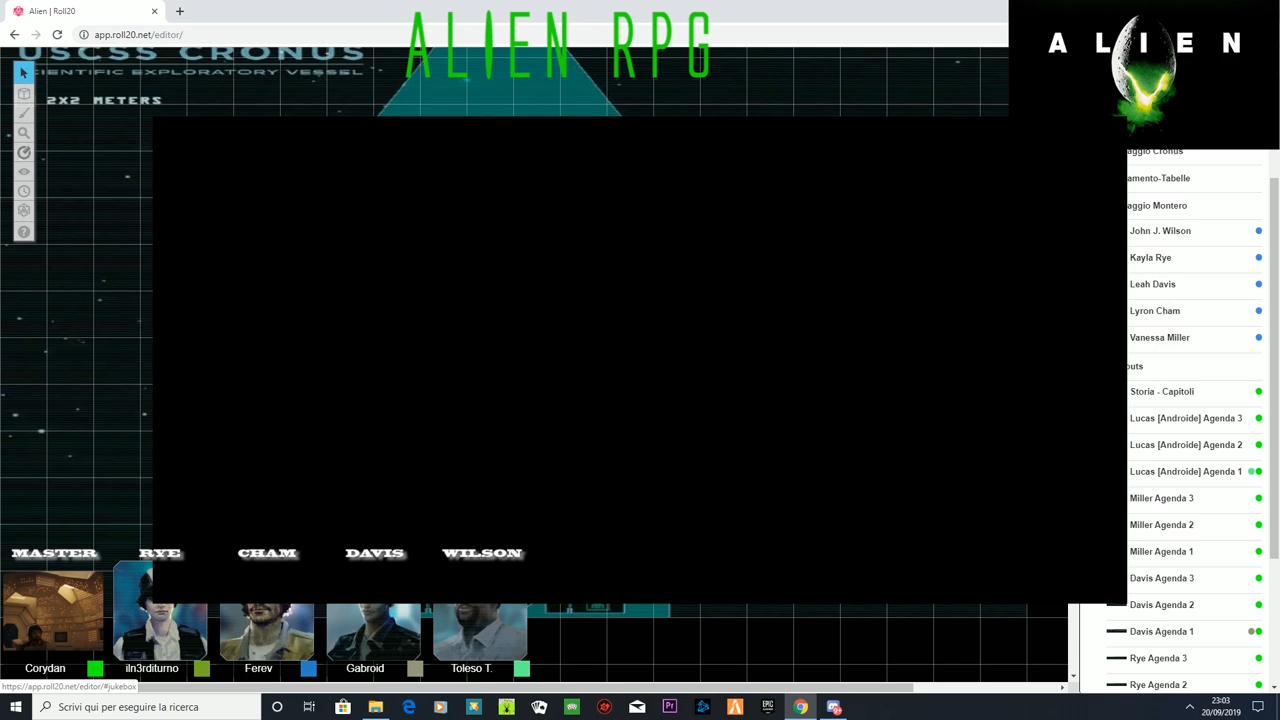 Alien | Roll20
app.roll20.net/editor/
ALIEN RPG
ALIEN
USCSS CRONUS
SCIENTIFIC EXPLORATORY VESSEL
2X2 METERS
aggio Cronus
amento-Tabelle
aggio Montero
John J. Wilson
Kayla Rye
Leah Davis
Lyron Cham
Vanessa Miller
outs
Storia - Capitoli
Lucas [Androide] Agenda 3
Lucas [Androide] Agenda 2
Lucas [Androide] Agenda 1
Miller Agenda 3
Miller Agenda 2
Miller Agenda 1
Davis Agenda 3
Davis Agenda 2
Davis Agenda 1
Rye Agenda 3
Rye Agenda 2
MASTER RYE CHAM DAVIS WILSON
Corydan iln3rditurno Ferev Gabroid Toleso T.
https://app.roll20.net/editor/#jukebox
Scrivi qui per eseguire la ricerca
23:03
20/09/2019